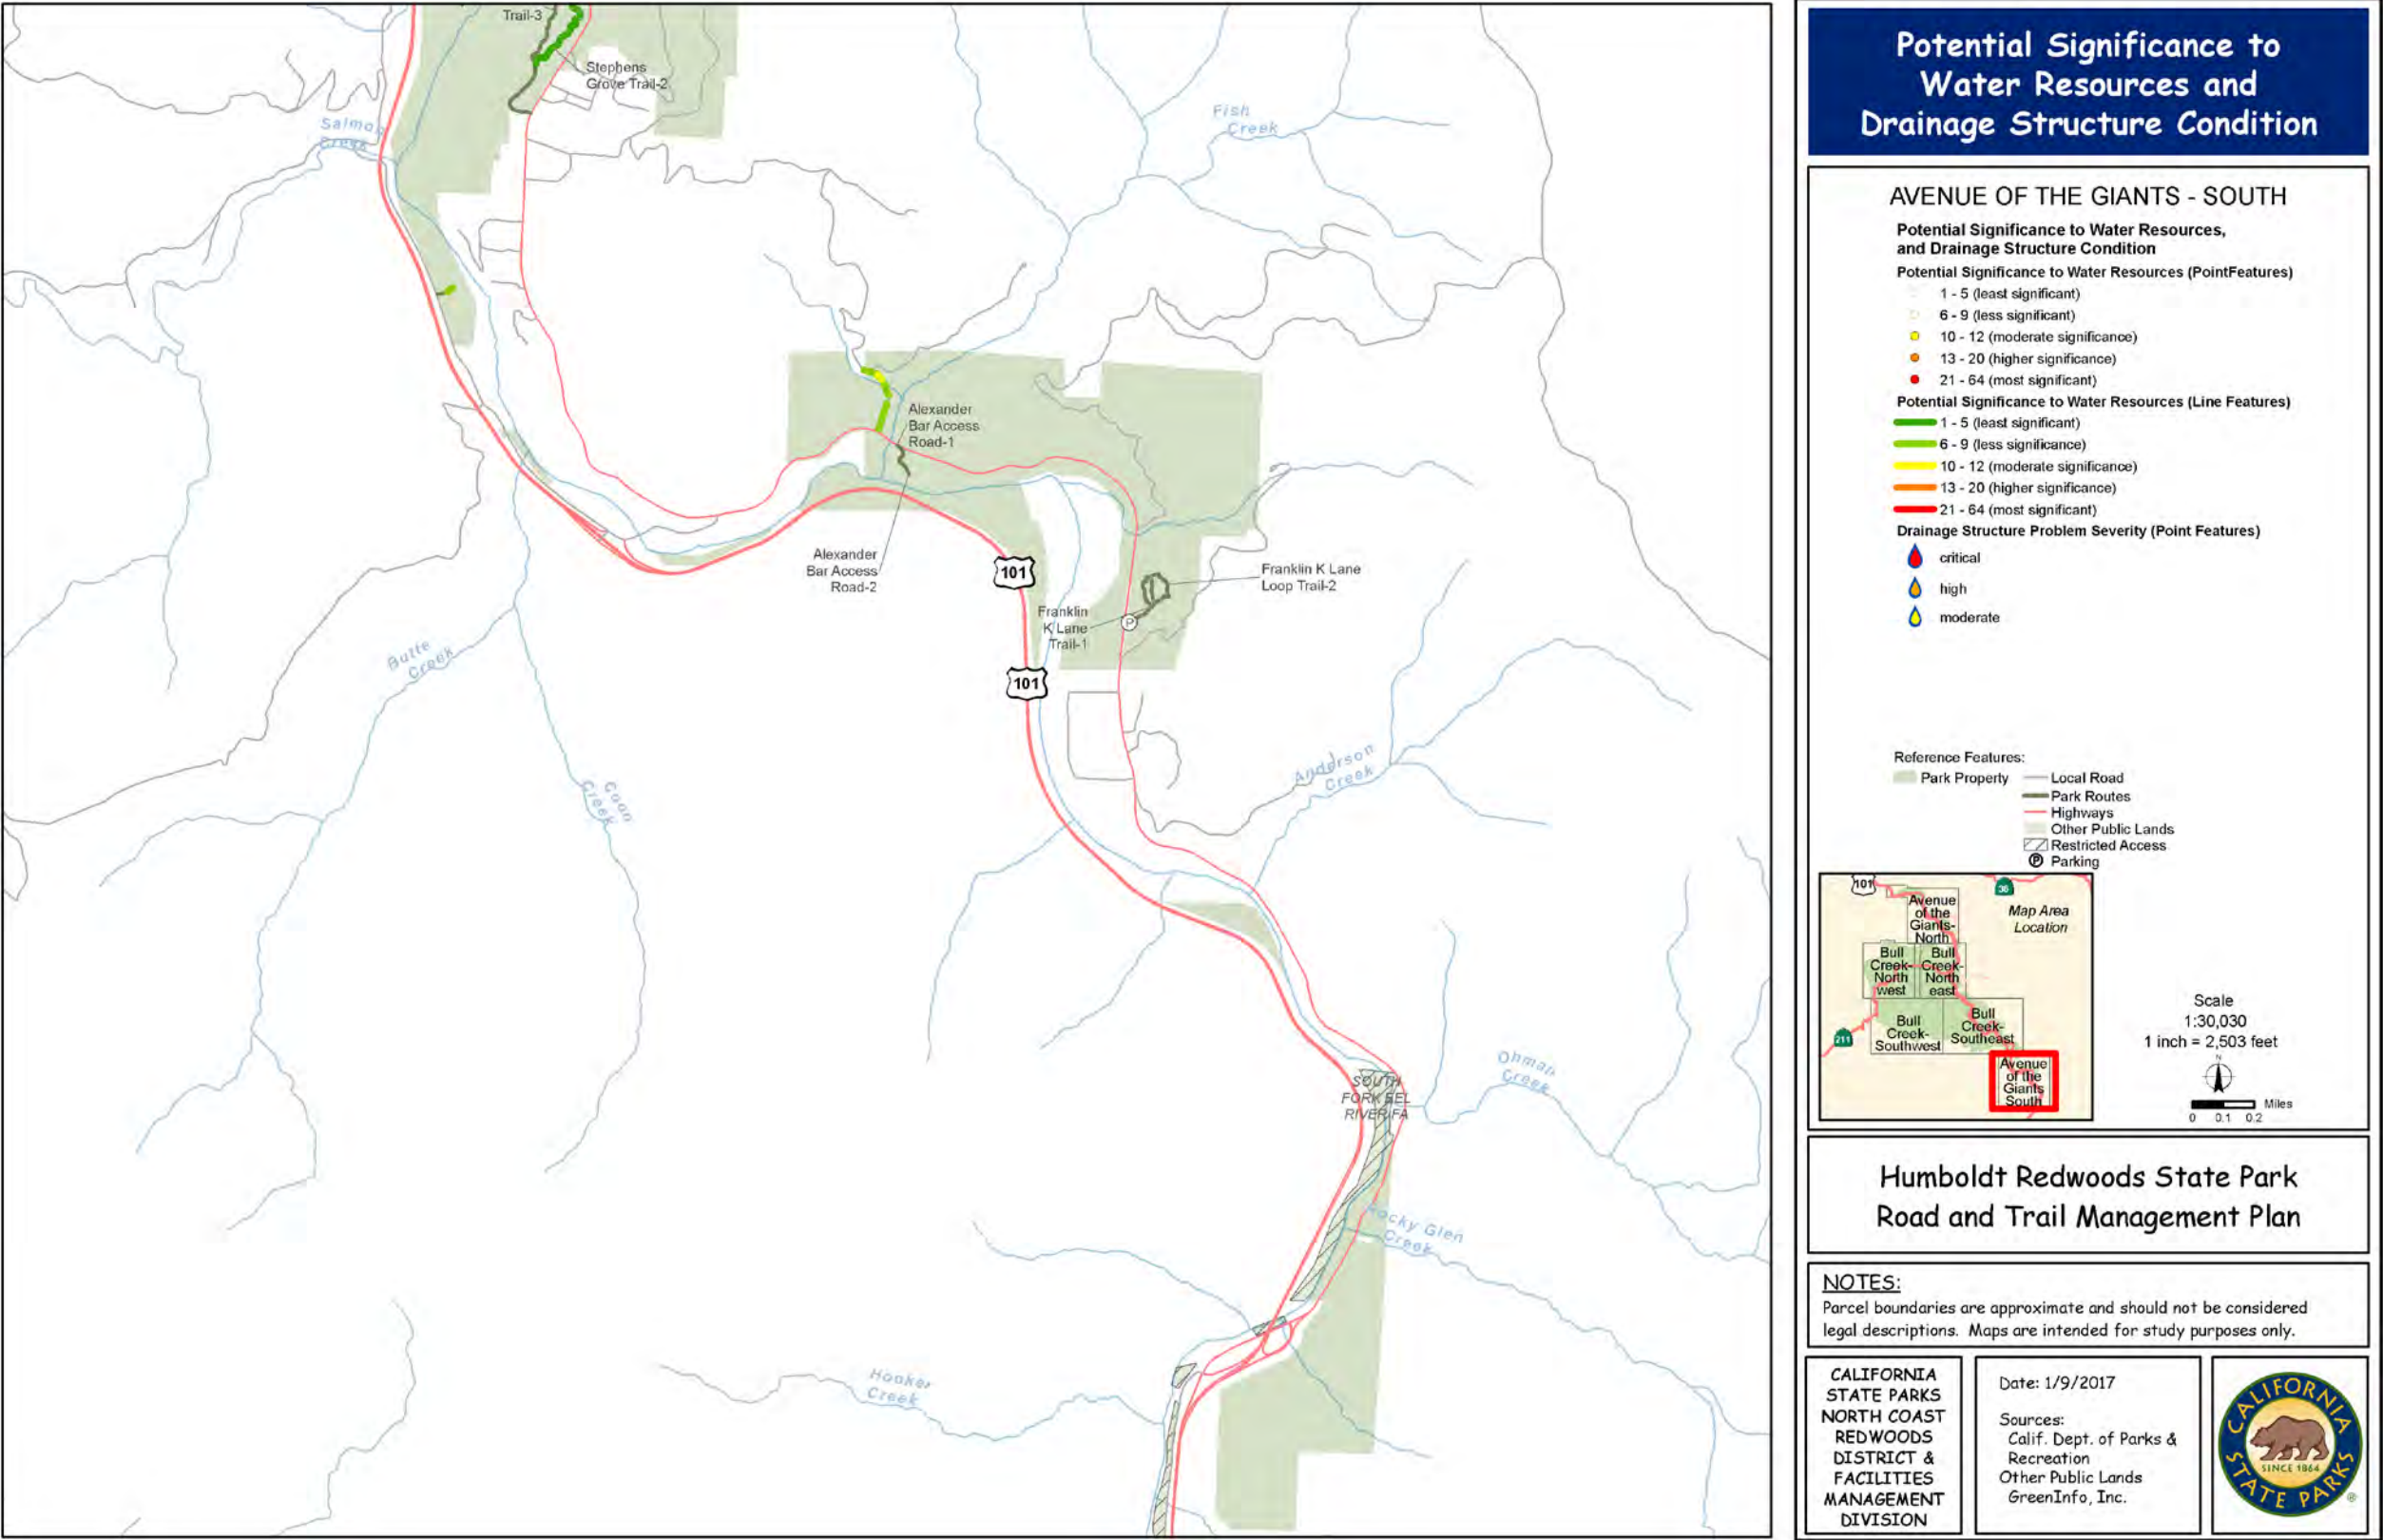 Trail-3
Stephens
Grove Trail-2
Salmon
Creek
Fish
Creek
Alexander
Bar Access
Road-1
Alexander
Bar Access
Road-2
101
Franklin K Lane
Loop Trail-2
Franklin
K Lane
Trail-1
P
101
Butte
Creek
Coon
Creek
Anderson
Creek
Ohman
Creek
SOUTH
FORK EEL
RIVER FA
Rocky Glen
Creek
Hooker
Creek
Potential Significance to
Water Resources and
Drainage Structure Condition
AVENUE OF THE GIANTS - SOUTH
Potential Significance to Water Resources,
and Drainage Structure Condition
Potential Significance to Water Resources (PointFeatures)
1 - 5 (least significant)
6 - 9 (less significant)
10 - 12 (moderate significance)
13 - 20 (higher significance)
21 - 64 (most significant)
Potential Significance to Water Resources (Line Features)
1 - 5 (least significant)
6 - 9 (less significance)
10 - 12 (moderate significance)
13 - 20 (higher significance)
21 - 64 (most significant)
Drainage Structure Problem Severity (Point Features)
critical
high
moderate
Reference Features:
Park Property
Local Road
Park Routes
Highways
Other Public Lands
Restricted Access
P Parking
101
36
Map Area
Location
Avenue
of the
Giants-
North
Bull
Creek-
North
west
Bull
Creek-
North
east
Bull
Creek-
Southwest
Bull
Creek-
Southeast
211
Avenue
of the
Giants
South
Scale
1:30,030
1 inch = 2,503 feet
N
Miles
0 0.1 0.2
Humboldt Redwoods State Park
Road and Trail Management Plan
NOTES:
Parcel boundaries are approximate and should not be considered
legal descriptions. Maps are intended for study purposes only.
CALIFORNIA
STATE PARKS
NORTH COAST
REDWOODS
DISTRICT &
FACILITIES
MANAGEMENT
DIVISION
Date: 1/9/2017
Sources:
Calif. Dept. of Parks &
Recreation
Other Public Lands
GreenInfo, Inc.
CALIFORNIA
SINCE 1864
STATE PARKS
®